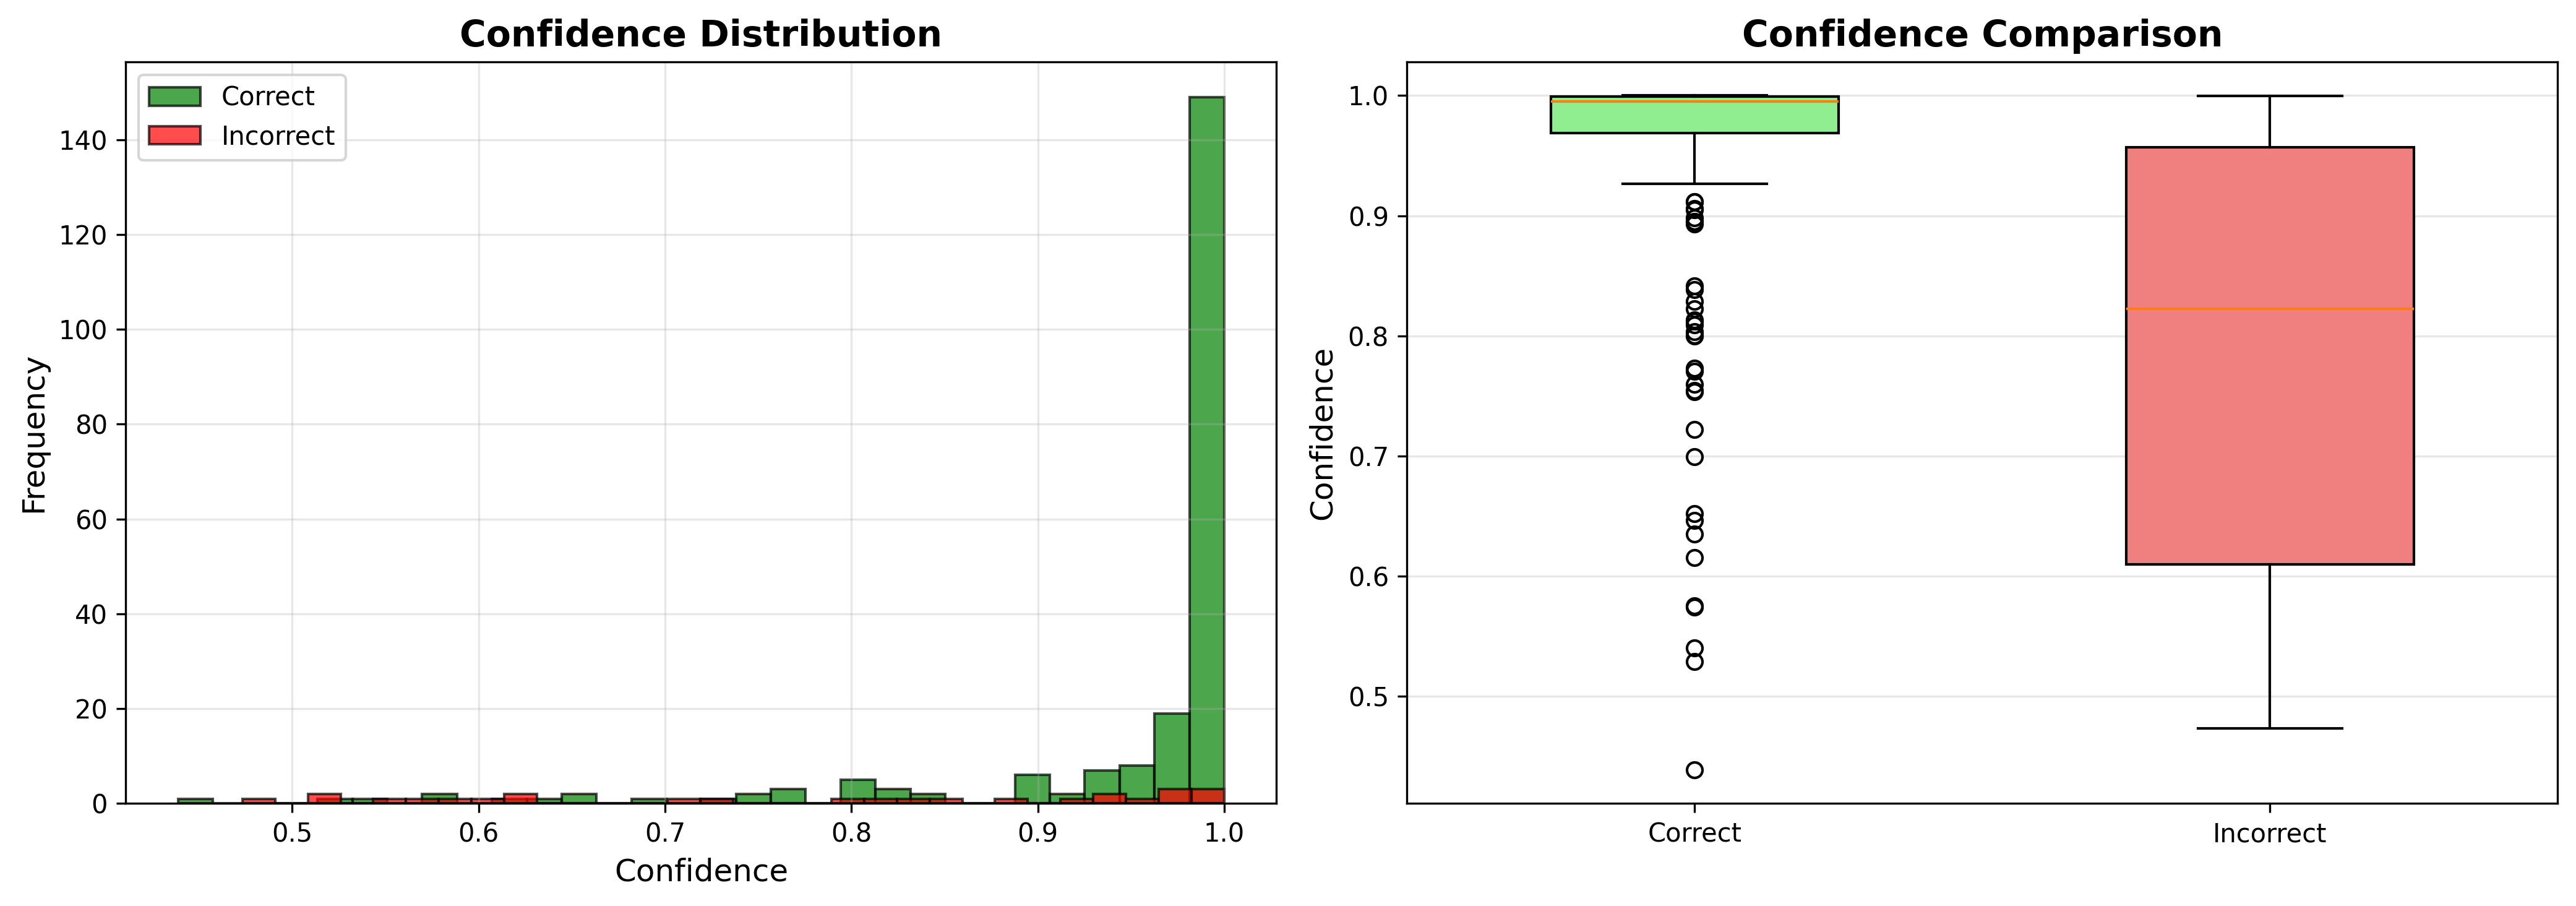 Confidence Distribution
Correct
Incorrect
140
120
100
80
60
40
20
0
Frequency
0.5 0.6 0.7 0.8 0.9 1.0
Confidence
Confidence Comparison
1.0
0.9
0.8
0.7
0.6
0.5
Confidence
Correct Incorrect